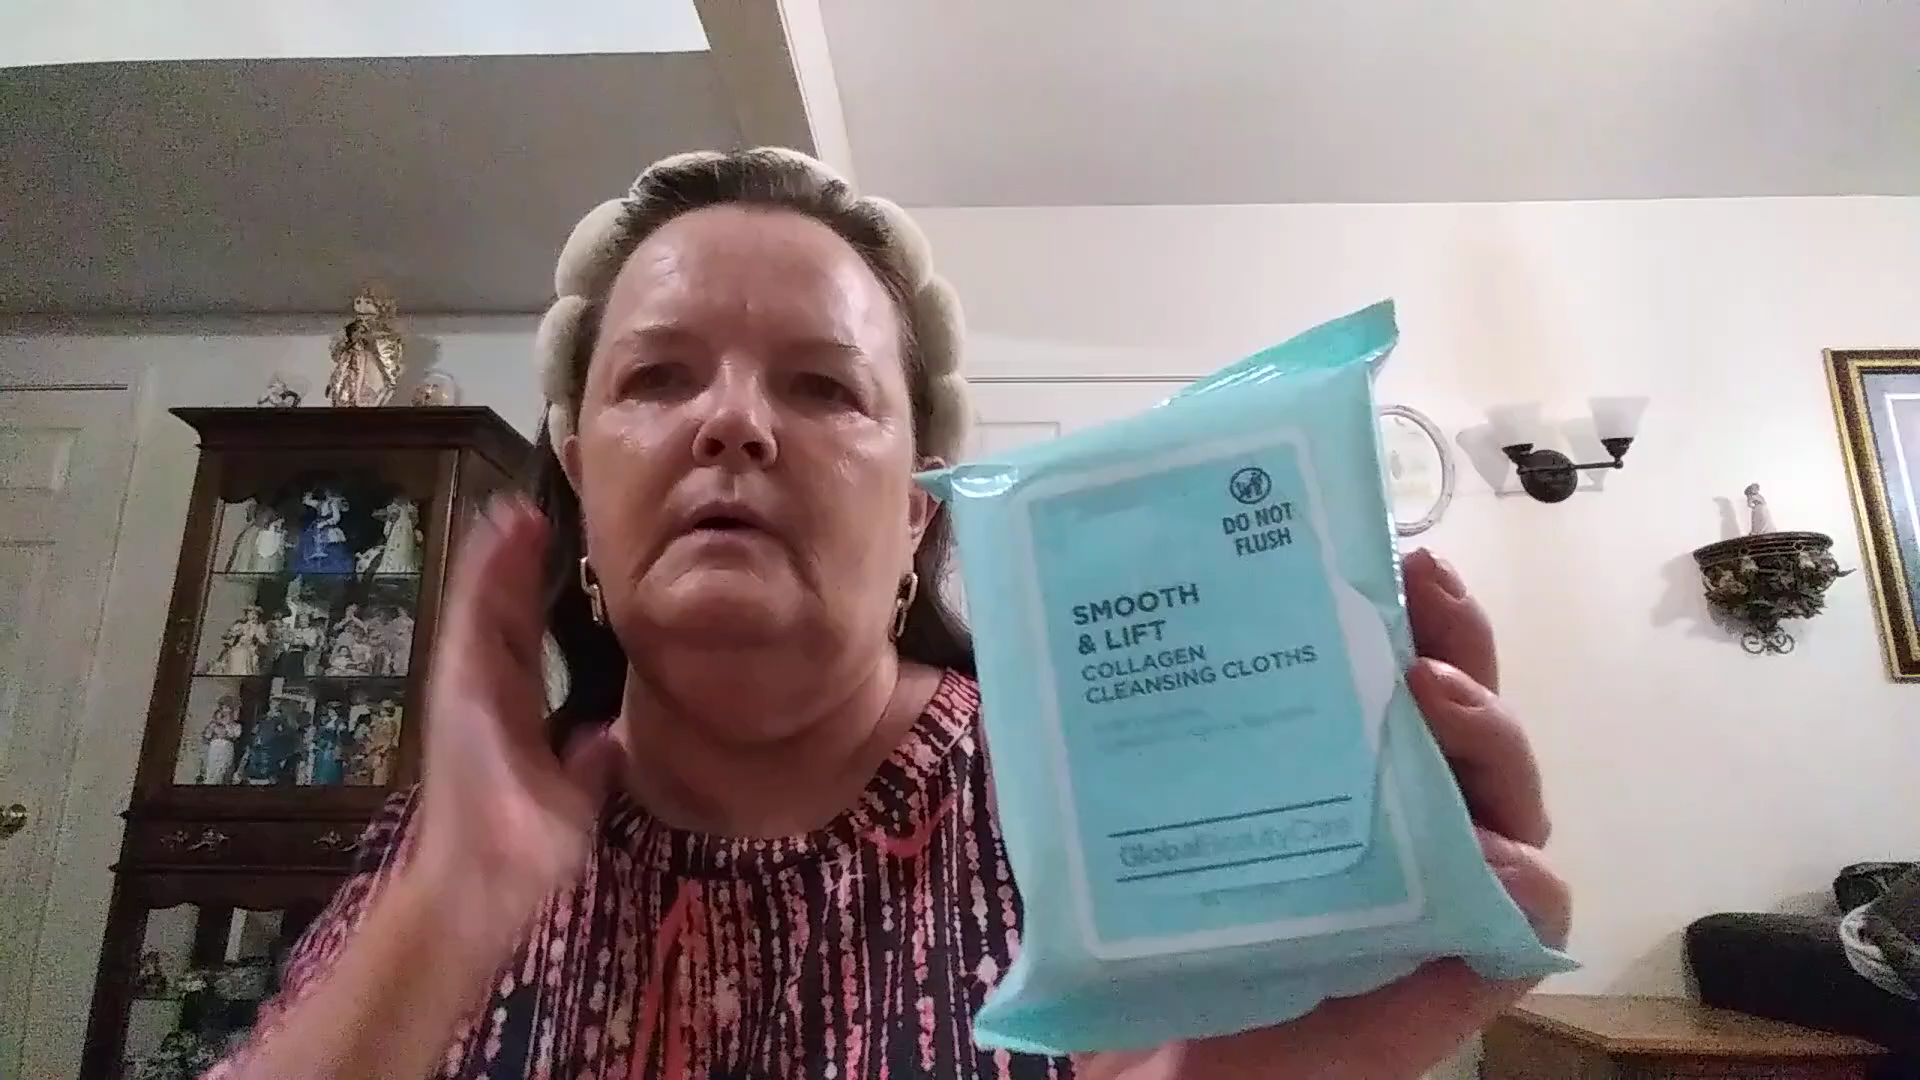 DO NOT
FLUSH
SMOOTH
& LIFT
COLLAGEN
CLEANSING CLOTHS
GlobalBeautyCare